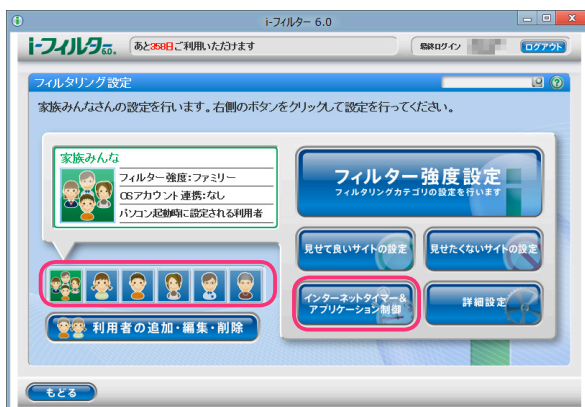 i-フィルター 6.0
i-フィルター6.0.
あと358日ご利用いただけます
最終ログイン
ログアウト
フィルタリング設定
家族みんなさんの設定を行います。右側のボタンをクリックして設定を行ってください。
家族みんな
フィルター強度:ファミリー
OSアカウント連携:なし
パソコン起動時に設定される利用者
フィルター強度設定
フィルタリングカテゴリの設定を行います
見せて良いサイトの設定
見せたくないサイトの設定
インターネットタイマー&
アプリケーション制御
詳細設定
利用者の追加・編集・削除
もどる